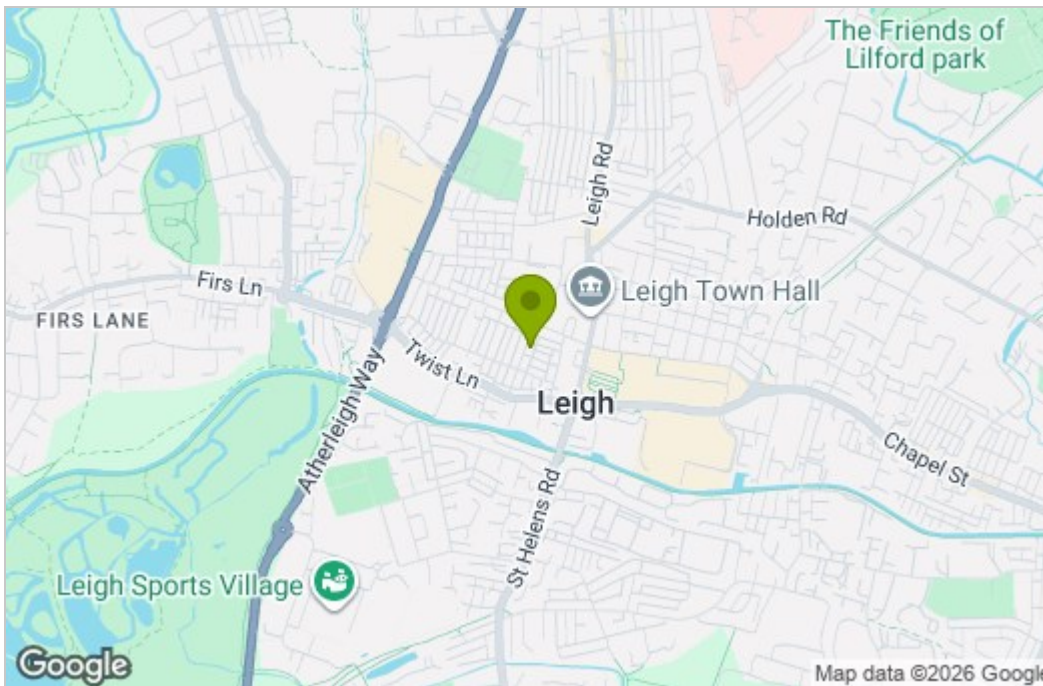 The Friends of
Lilford park
Leigh Rd
Holden Rd
Firs Ln
Leigh Town Hall
FIRS LANE
Twist Ln
Atherleigh Way
Leigh
Chapel St
St Helens Rd
Leigh Sports Village
Google
Map data ©2026 Google